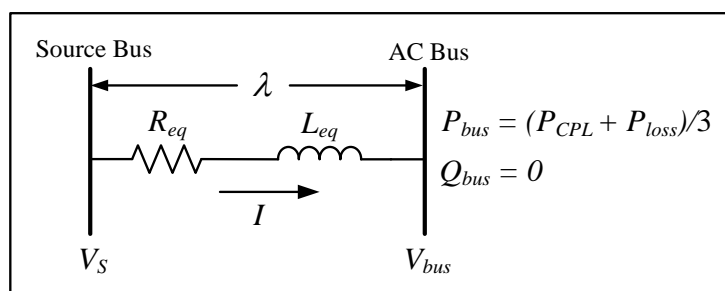 Source Bus
AC Bus
λ
R_eq
L_eq
P_bus = (P_CPL + P_loss)/3
Q_bus = 0
I
V_S
V_bus